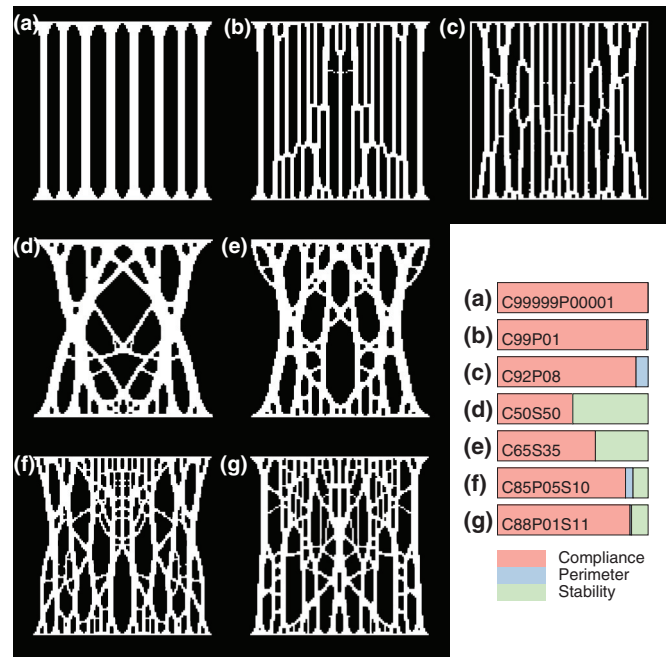 (a)
(b)
(c)
(d)
(e)
(f)
(g)
(a) C99999P00001
(b) C99P01
(c) C92P08
(d) C50S50
(e) C65S35
(f) C85P05S10
(g) C88P01S11
Compliance
Perimeter
Stability